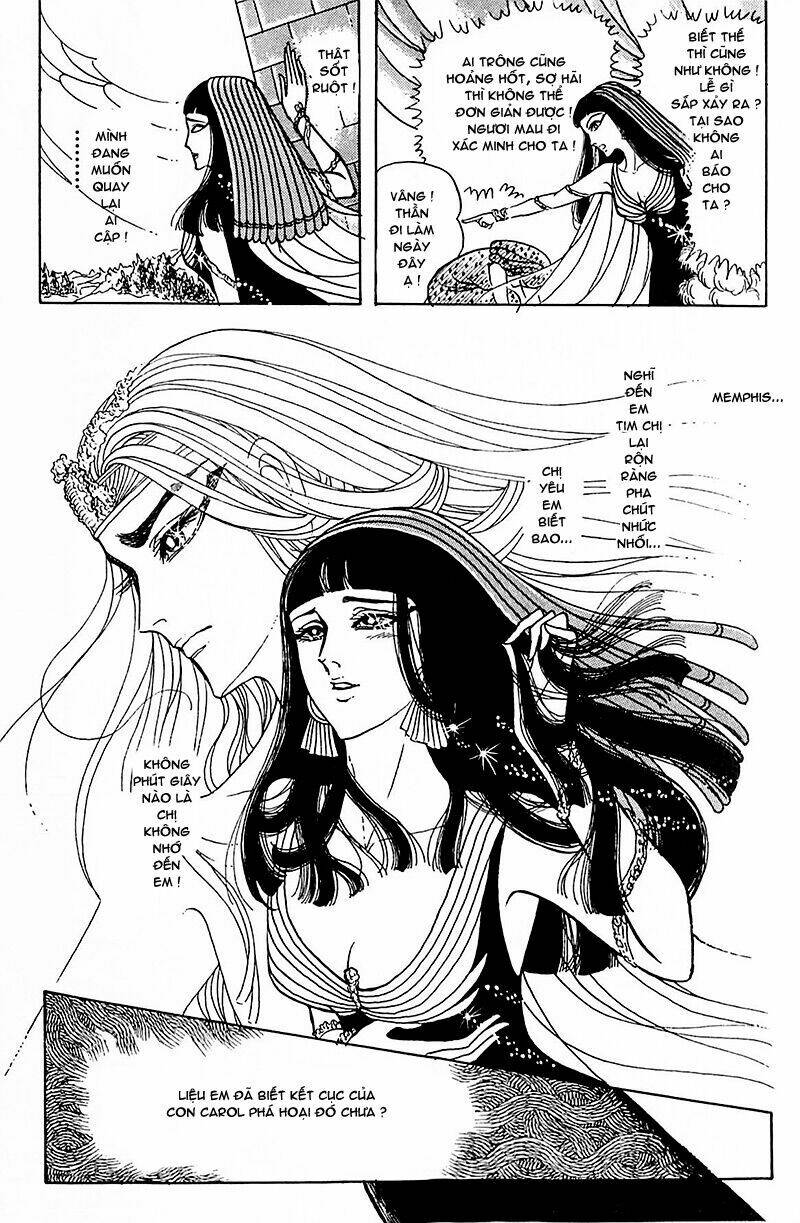 BIẾT THẾ
THÌ CŨNG
NHƯ KHÔNG !
LẼ GÌ
SẮP XẢY RA ?
TẠI SAO
KHÔNG
AI
BÁO
CHO
TA ?
AI TRÔNG CŨNG
HOẢNG HỐT, SỢ HÃI
THÌ KHÔNG THỂ
ĐƠN GIẢN ĐƯỢC !
NGƯƠI MAU ĐI
XÁC MINH CHO TA !
VÂNG !
THẦN
ĐI LÀM
NGAY
ĐÂY
Ạ !
THẬT
SỐT
RUỘT !
MÌNH
ĐANG
MUỐN
QUAY
LẠI
AI
CẬP !
MEMPHIS...
NGHĨ
ĐẾN
EM
TIM CHỊ
LẠI
RỘN
RÀNG
PHA
CHÚT
NHỨC
NHỐI...
CHỊ
YÊU
EM
BIẾT
BAO...
KHÔNG
PHÚT GIÂY
NÀO LÀ
CHỊ
KHÔNG
NHỚ
ĐẾN
EM !
LIỆU EM ĐÃ BIẾT KẾT CỤC CỦA
CON CAROL PHÁ HOẠI ĐÓ CHƯA ?